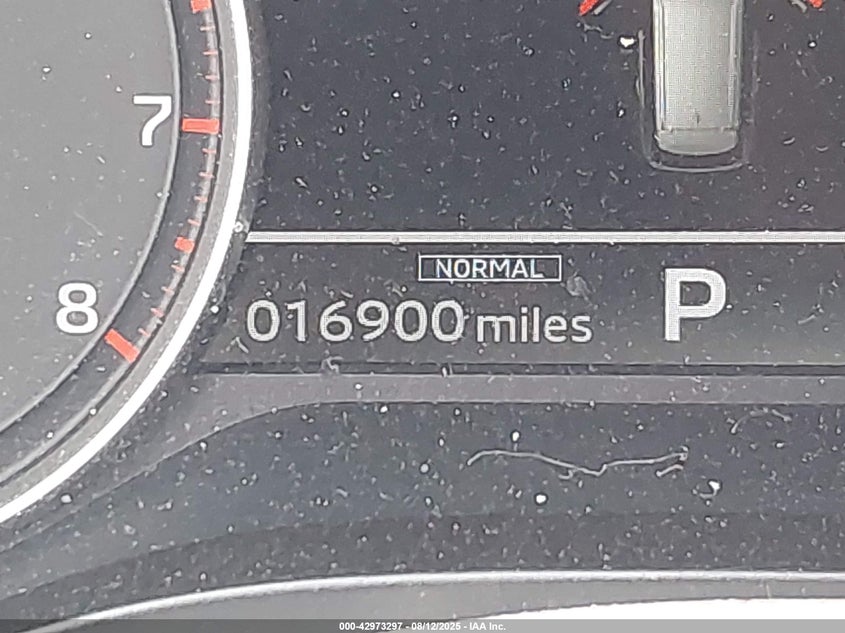 7
NORMAL
8
016900 miles
P
000-42973297 - 08/12/2025 - IAA Inc.